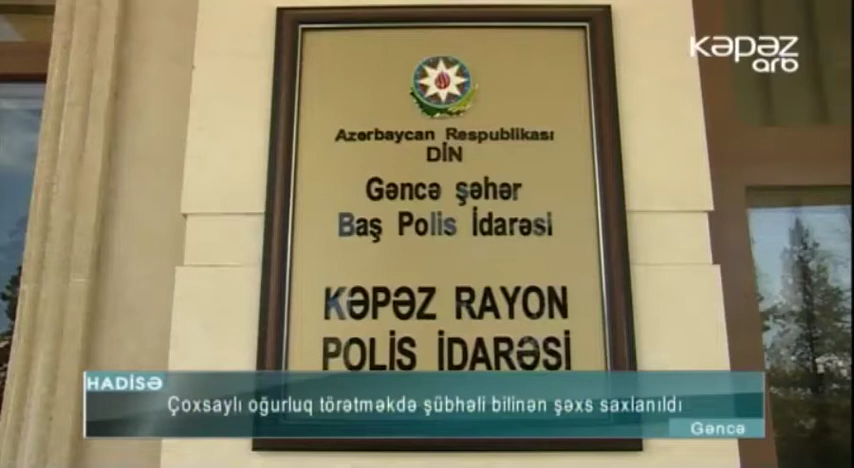 Kəpəz
arb
Azərbaycan Respublikası
DİN
Gəncə şəhər
Baş Polis İdarəsi
KƏPƏZ RAYON
POLİS İDARƏSİ
HADİSƏ
Çoxsaylı oğurluq törətməkdə şübhəli bilinən şəxs saxlanıldı
Gəncə